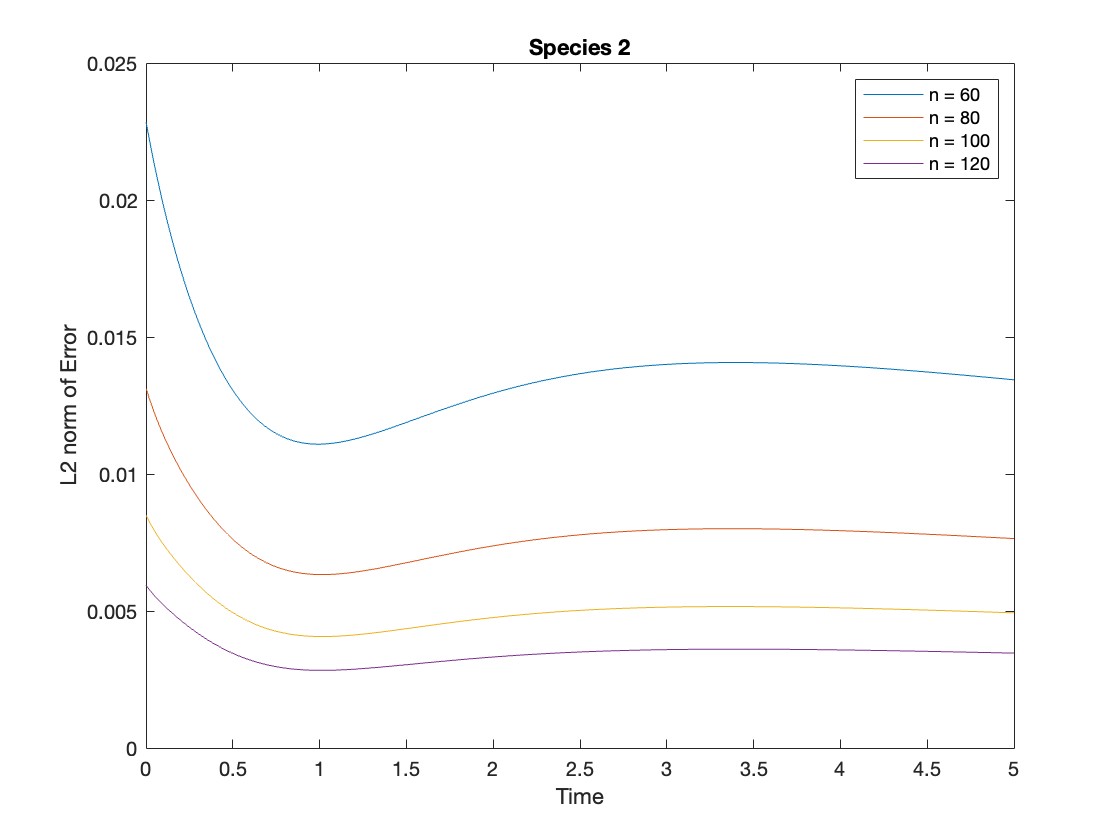 Species 2
0.025
0.02
0.015
0.01
0.005
0
L2 norm of Error
n = 60
n = 80
n = 100
n = 120
0 0.5 1 1.5 2 2.5 3 3.5 4 4.5 5
Time